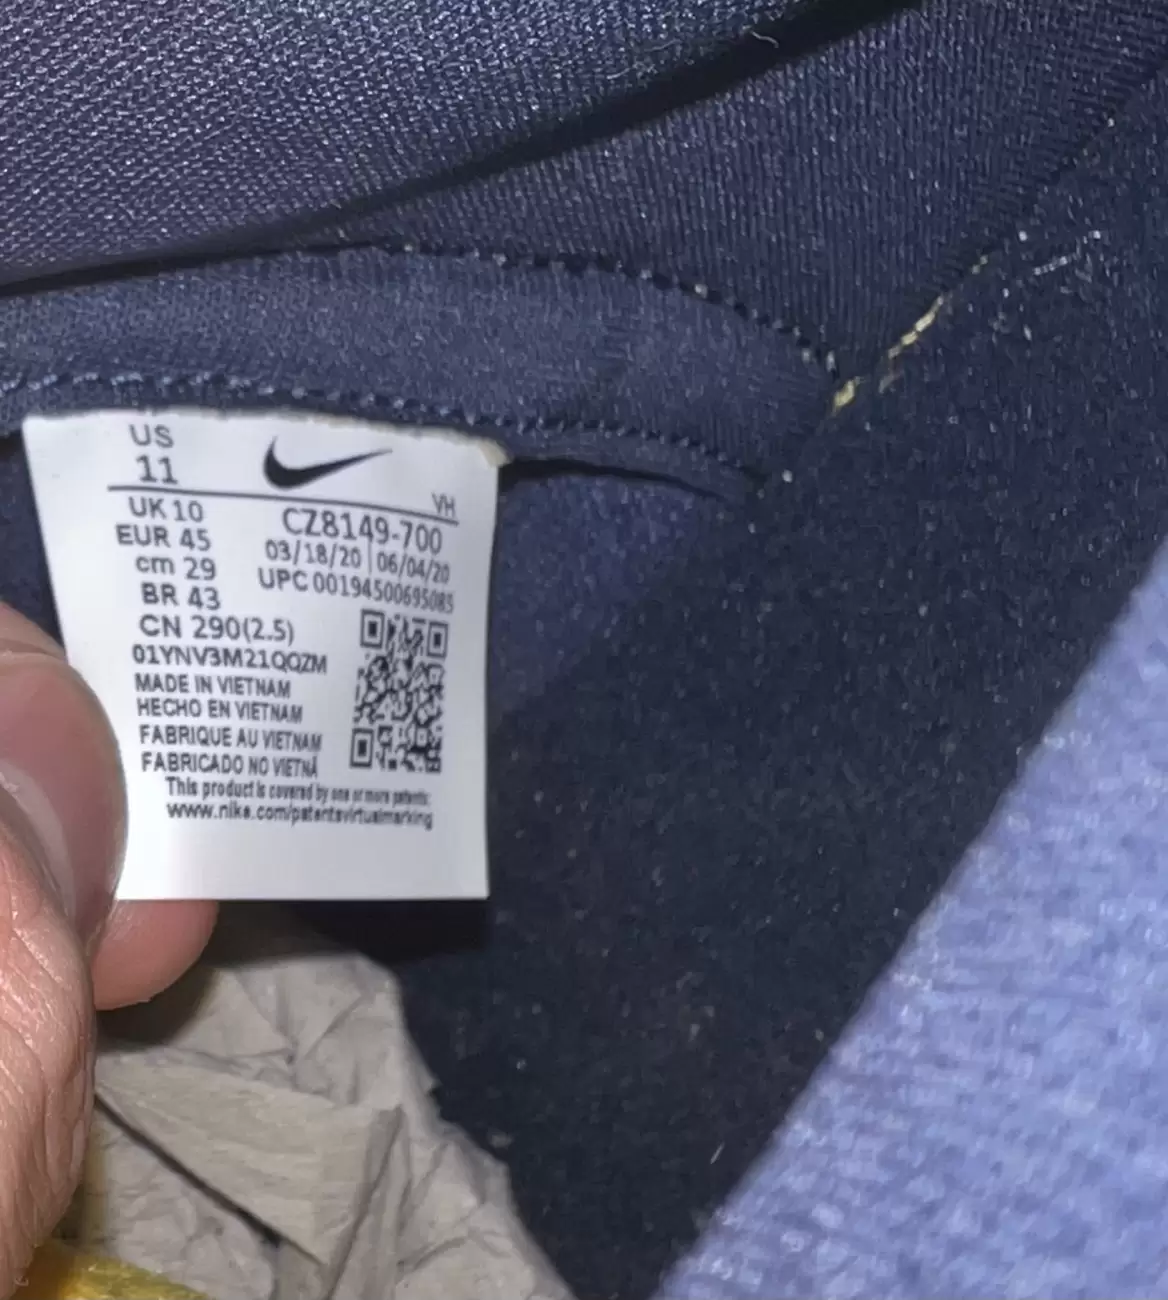 US
11
VH
UK 10
CZ8149-700
EUR 45
03/18/20 | 06/04/20
cm 29
UPC 00194500695085
BR 43
CN 290(2.5)
01YNV3M21QQZM
MADE IN VIETNAM
HECHO EN VIETNAM
FABRIQUE AU VIETNAM
FABRICADO NO VIETNÃ
This product is covered by one or more patents:
www.nike.com/patentsvirtualmarking